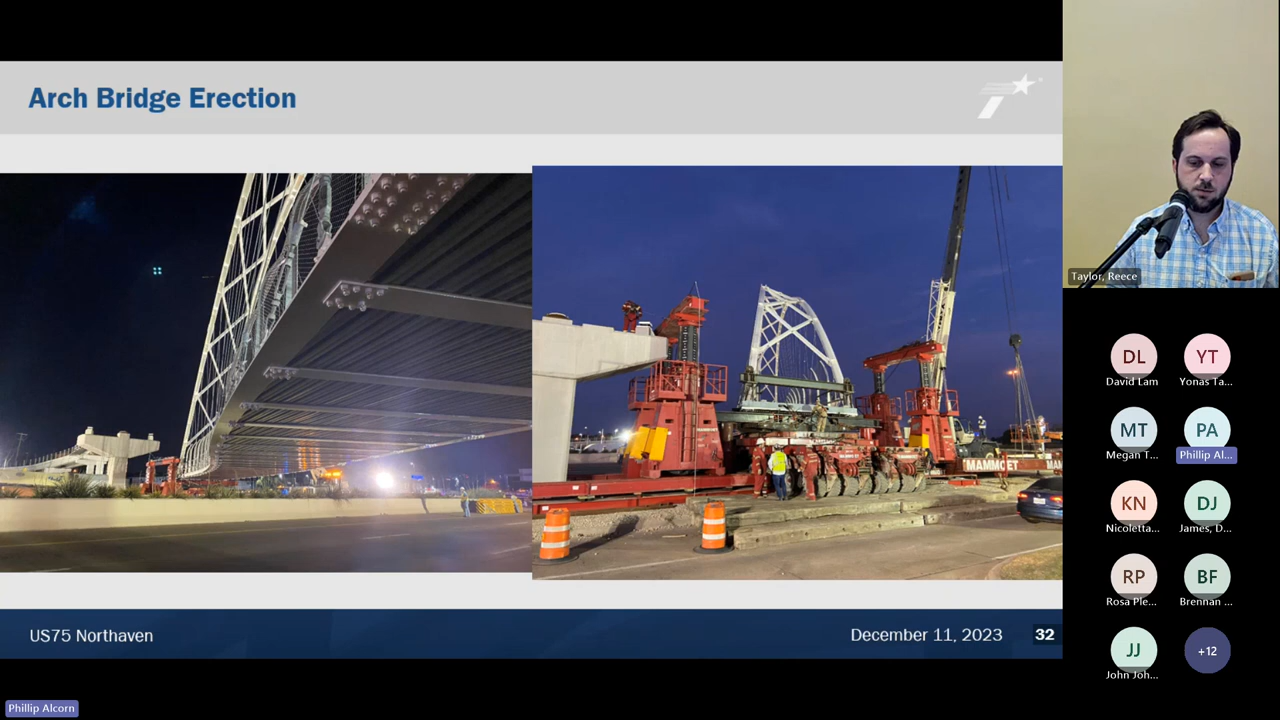 Arch Bridge Erection
MAMMOET
MAM
US75 Northaven
December 11, 2023
32
Taylor, Reece
DL
David Lam
YT
Yonas Ta...
MT
Megan T...
PA
Phillip Al...
KN
Nicoletta...
DJ
James, D...
RP
Rosa Ple...
BF
Brennan ...
JJ
John Joh...
+12
Phillip Alcorn